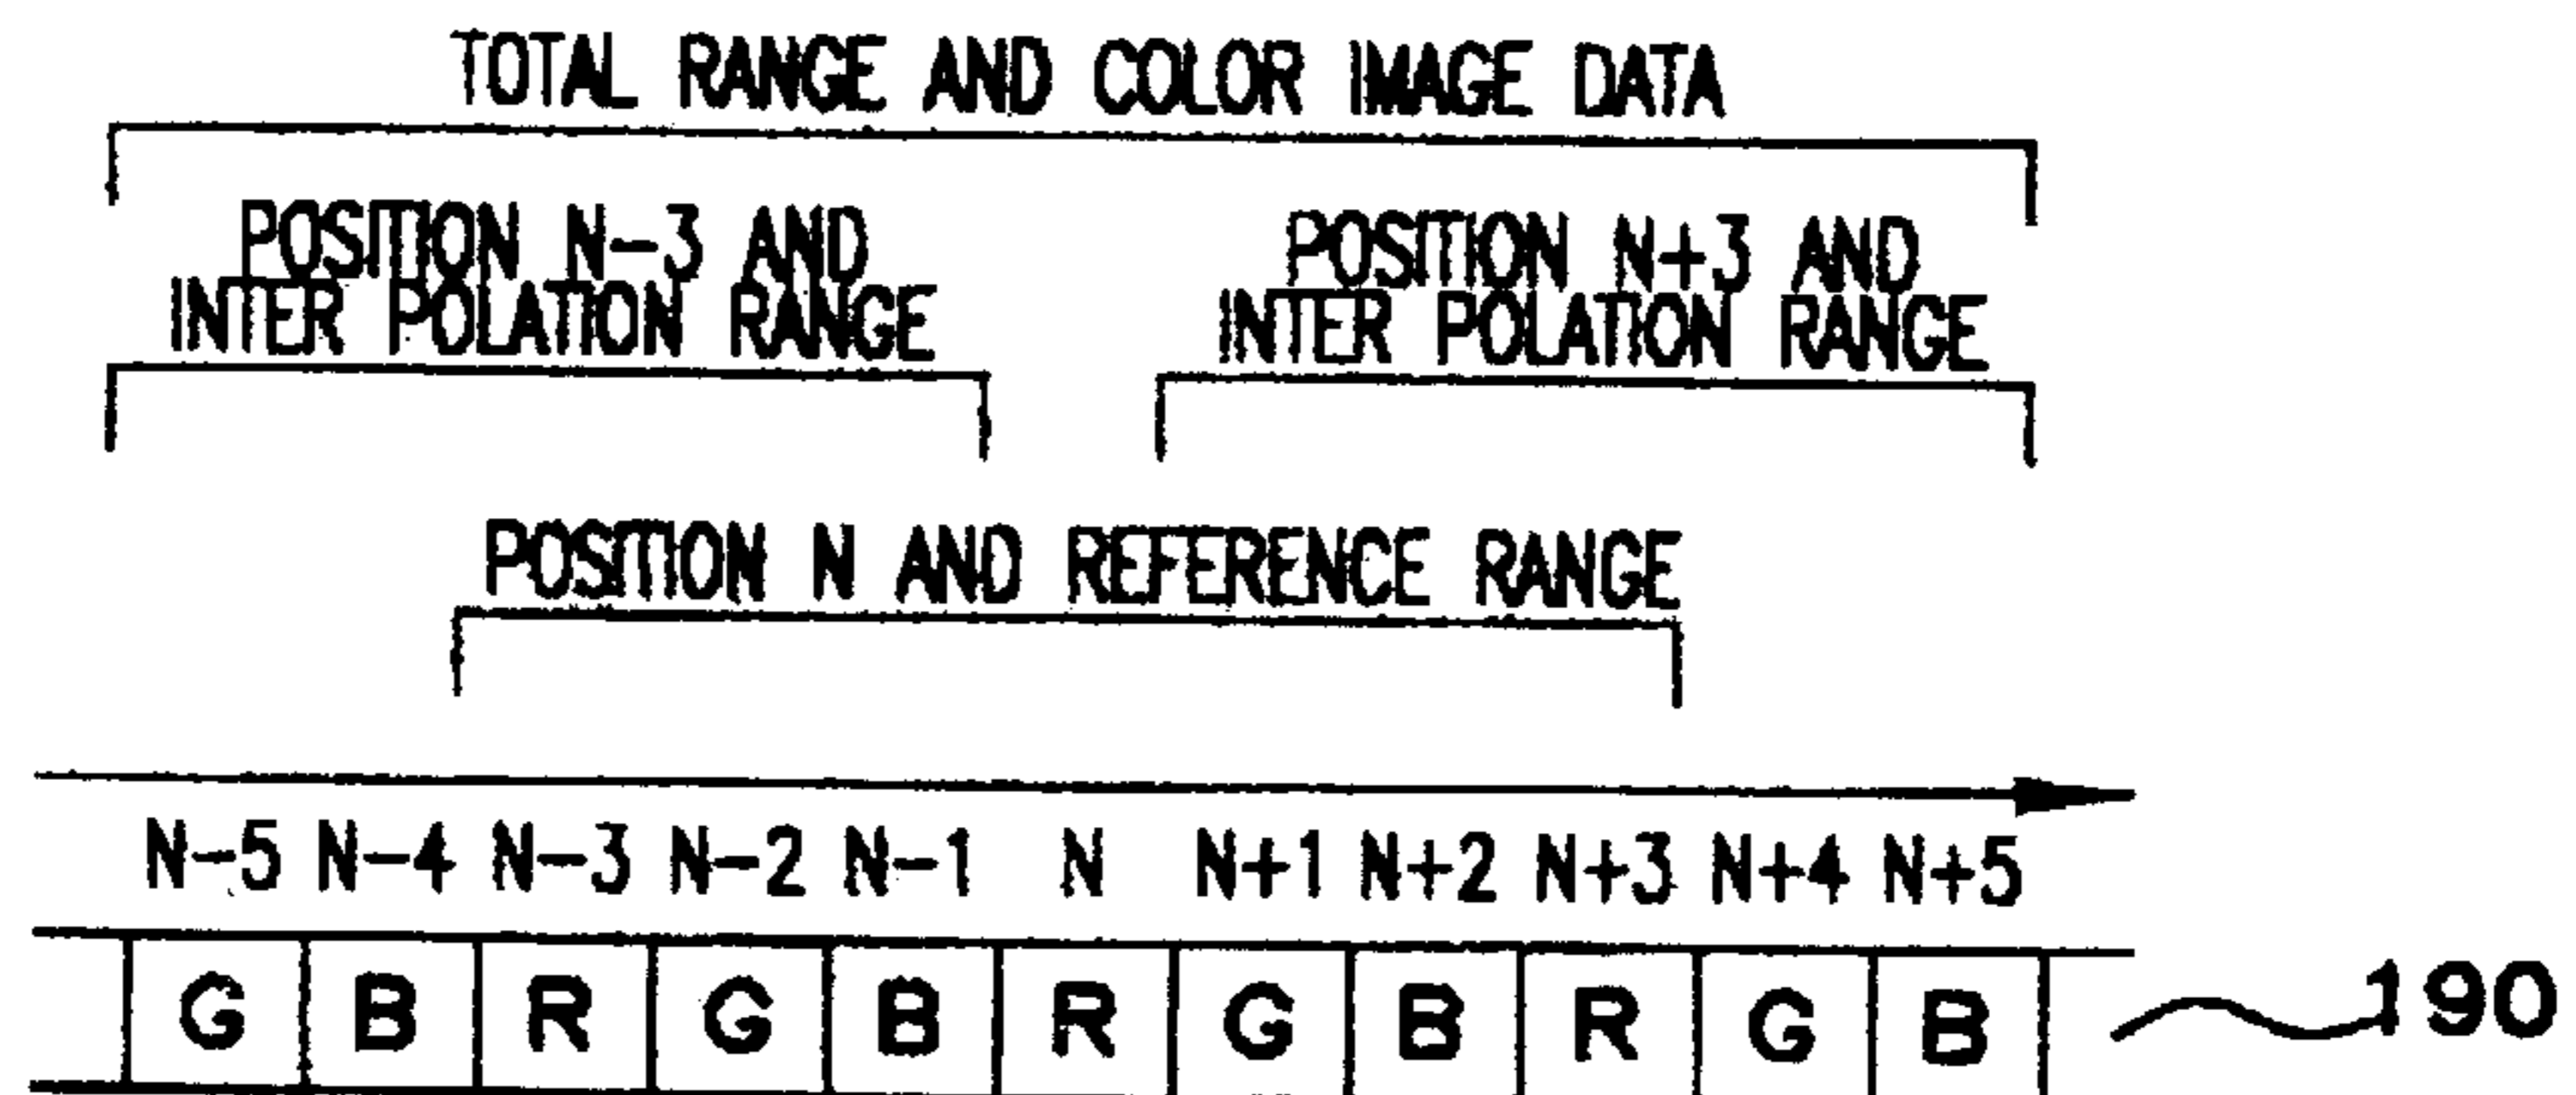 TOTAL RANGE AND COLOR IMAGE DATA
POSITION N-3 AND
INTER POLATION RANGE
POSITION N+3 AND
INTER POLATION RANGE
POSITION N AND REFERENCE RANGE
N-5 N-4 N-3 N-2 N-1 N N+1 N+2 N+3 N+4 N+5
G B R G B R G B R G B 190